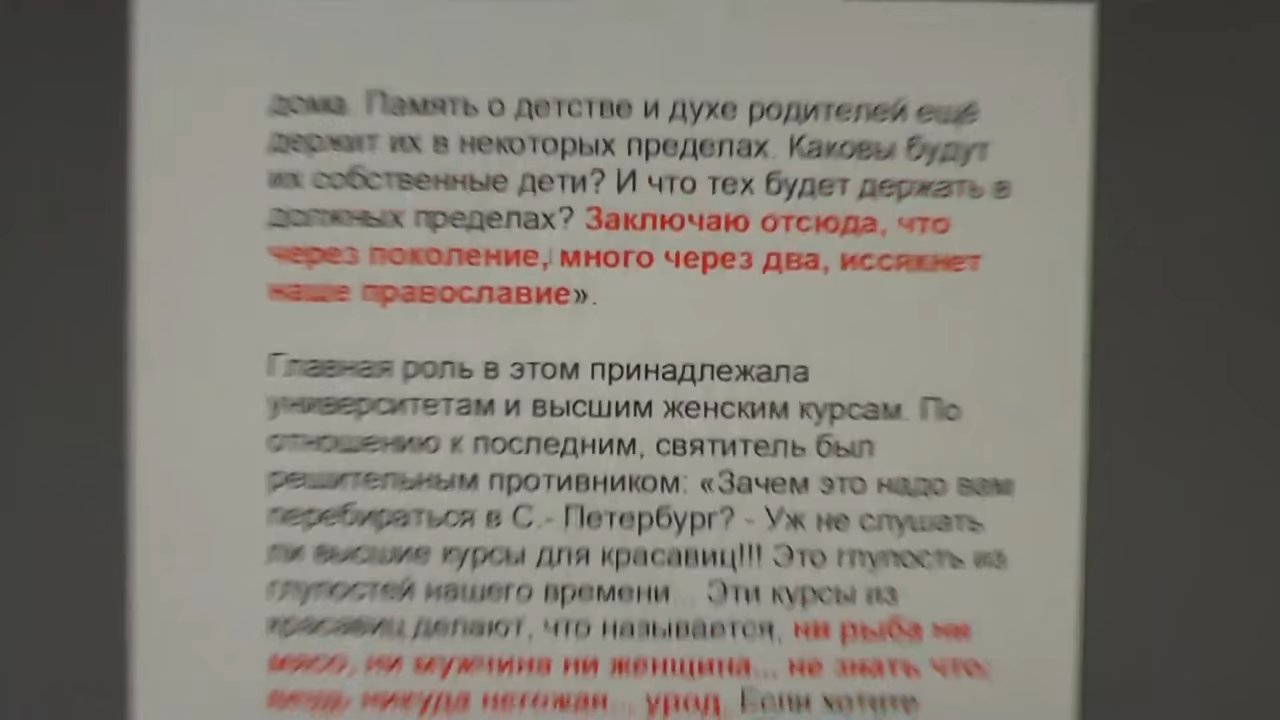 дома. Память о детстве и духе родителей ещё
держит их в некоторых пределах. Каковы будут
их собственные дети? И что тех будет держать в
должных пределах? Заключаю отсюда, что
через поколение, много через два, иссякнет
наше православие».
Главная роль в этом принадлежала
университетам и высшим женским курсам. По
отношению к последним, святитель был
решительным противником: «Зачем это надо вам
перебираться в С.- Петербург? - Уж не слушать
ли высшие курсы для красавиц!!! Это глупость из
глупостей нашего времени... Эти курсы из
красавиц делают, что называется, ни рыба ни
мясо, ни мужчина ни женщина... не знать что;
вещь никуда негожая... урод. Если хотите